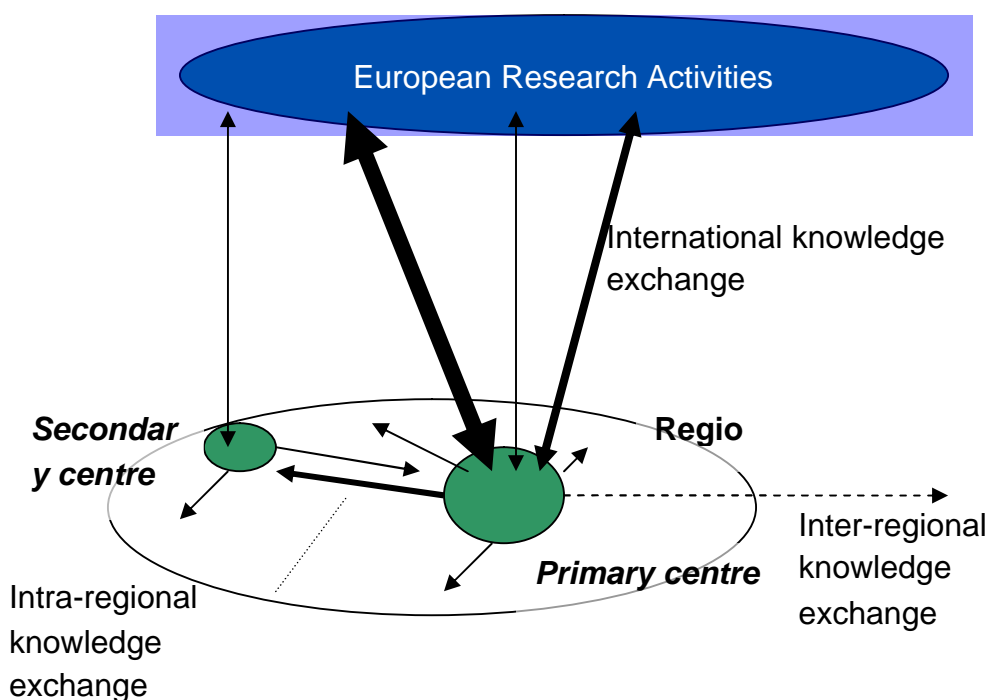 European Research Activities
International knowledge
exchange
Secondar
y centre
Regio
Primary centre
Inter-regional
knowledge
exchange
Intra-regional
knowledge
exchange